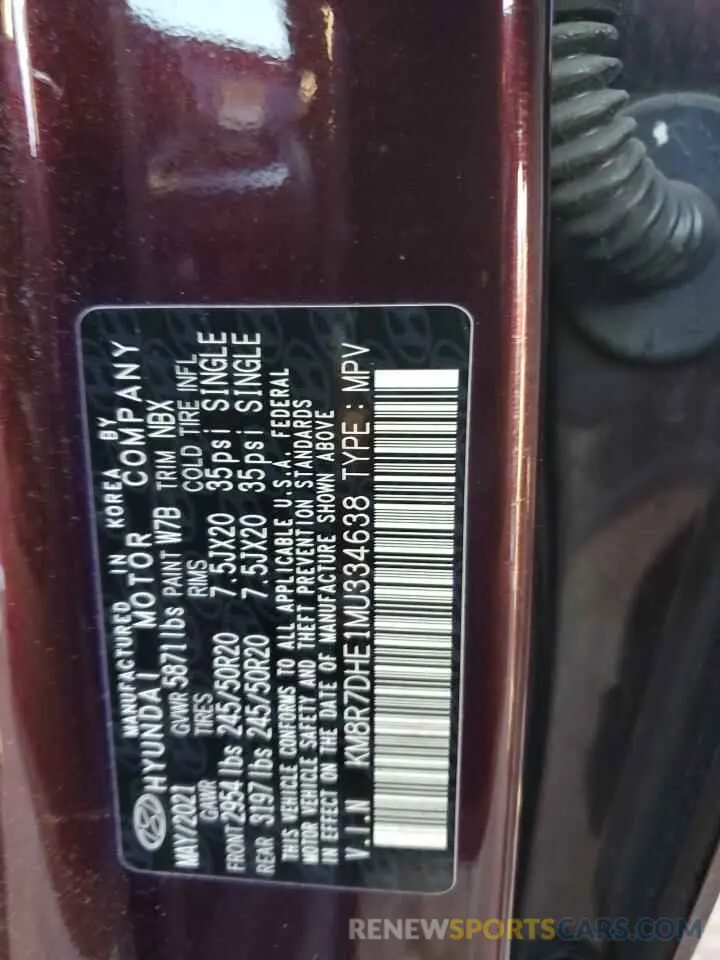 MANUFACTURED IN KOREA BY
HYUNDAI MOTOR COMPANY
MAY/2021 GVWR 5871lbs PAINT W7B TRIM NBX
GAWR TIRES RIMS COLD TIRE INFL
FRONT 2954lbs 245/50R20 7.5JX20 35psi SINGLE
REAR 3197lbs 245/50R20 7.5JX20 35psi SINGLE
THIS VEHICLE CONFORMS TO ALL APPLICABLE U.S.A. FEDERAL
MOTOR VEHICLE SAFETY AND THEFT PREVENTION STANDARDS
IN EFFECT ON THE DATE OF MANUFACTURE SHOWN ABOVE
V.I.N KM8R7DHE1MU334638 TYPE: MPV
RENEWSPORTSCARS.COM